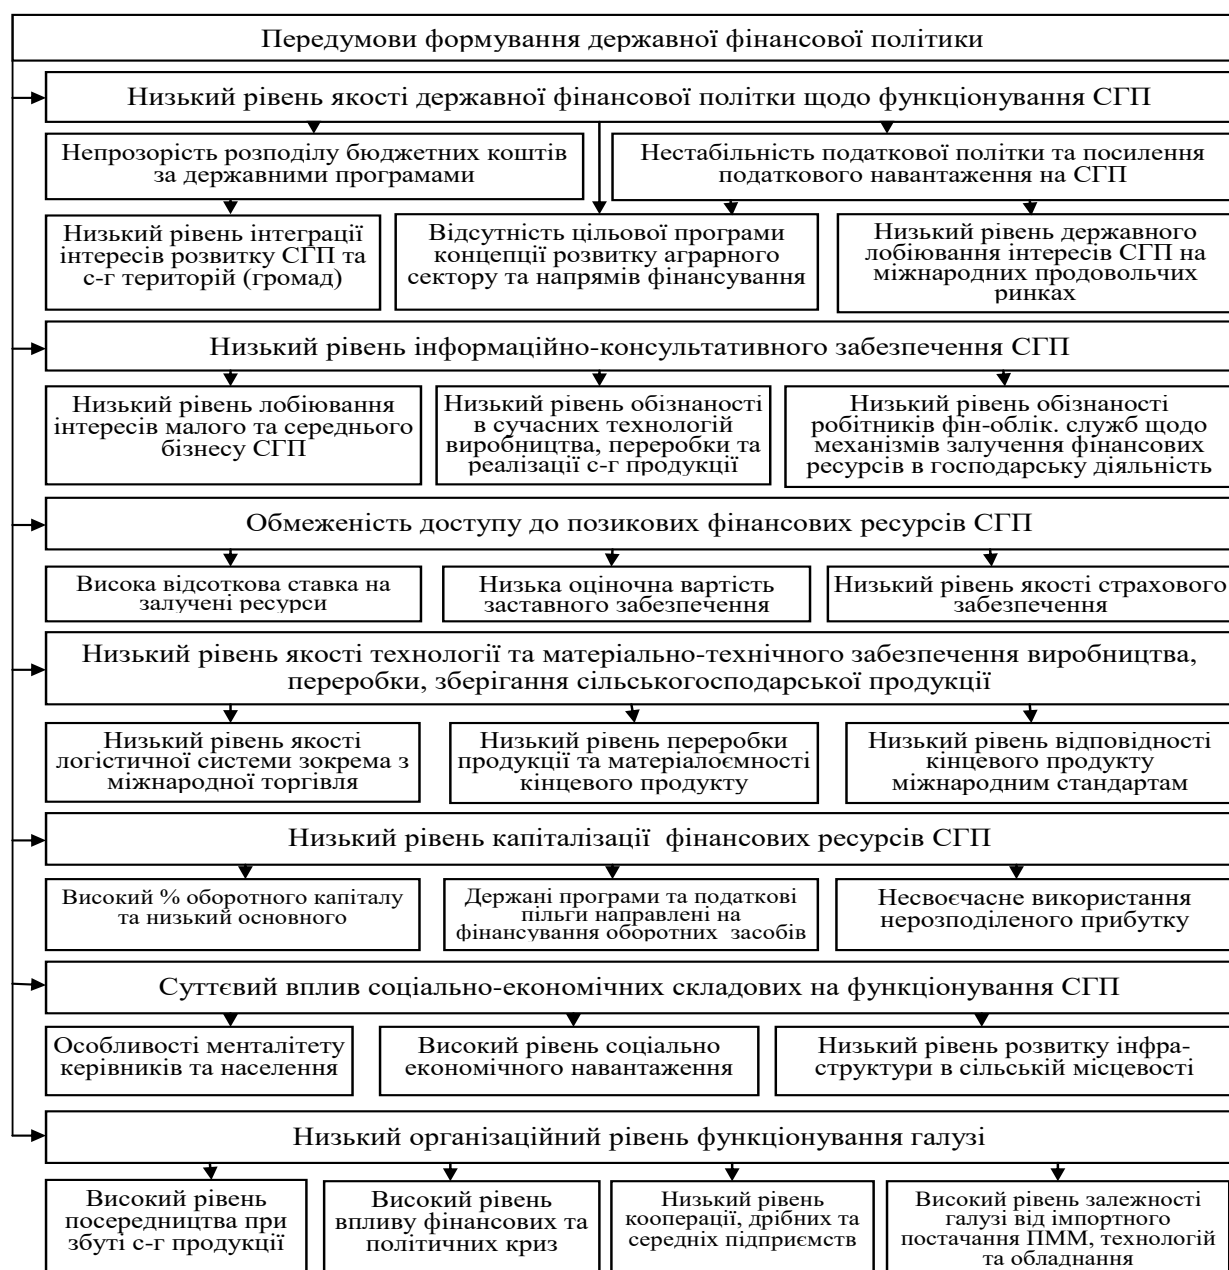 Передумови формування державної фінансової політики
Низький рівень якості державної фінансової політки щодо функціонування СГП
Непрозорість розподілу бюджетних коштів
за державними програмами
Нестабільність податкової політки та посилення
податкового навантаження на СГП
Низький рівень інтеграції
інтересів розвитку СГП та
с-г територій (громад)
Відсутність цільової програми
концепції розвитку аграрного
сектору та напрямів фінансування
Низький рівень державного
лобіювання інтересів СГП на
міжнародних продовольчих
ринках
Низький рівень інформаційно-консультативного забезпечення СГП
Низький рівень лобіювання
інтересів малого та середнього
бізнесу СГП
Низький рівень обізнаності
в сучасних технологій
виробництва, переробки та
реалізації с-г продукції
Низький рівень обізнаності
робітників фін-облік. служб щодо
механізмів залучення фінансових
ресурсів в господарську діяльність
Обмеженість доступу до позикових фінансових ресурсів СГП
Висока відсоткова ставка на
залучені ресурси
Низька оціночна вартість
заставного забезпечення
Низький рівень якості страхового
забезпечення
Низький рівень якості технології та матеріально-технічного забезпечення виробництва,
переробки, зберігання сільськогосподарської продукції
Низький рівень якості
логістичної системи зокрема з
міжнародної торгівля
Низький рівень переробки
продукції та матеріалоємності
кінцевого продукту
Низький рівень відповідності
кінцевого продукту
міжнародним стандартам
Низький рівень капіталізації фінансових ресурсів СГП
Високий % оборотного капіталу
та низький основного
Держані програми та податкові
пільги направлені на
фінансування оборотних засобів
Несвоєчасне використання
нерозподіленого прибутку
Суттєвий вплив соціально-економічних складових на функціонування СГП
Особливості менталітету
керівників та населення
Високий рівень соціально
економічного навантаження
Низький рівень розвитку інфра-
структури в сільській місцевості
Низький організаційний рівень функціонування галузі
Високий рівень
посередництва при
збуті с-г продукції
Високий рівень
впливу фінансових та
політичних криз
Низький рівень
кооперації, дрібних та
середніх підприємств
Високий рівень залежності
галузі від імпортного
постачання ПММ, технологій
та обладнання